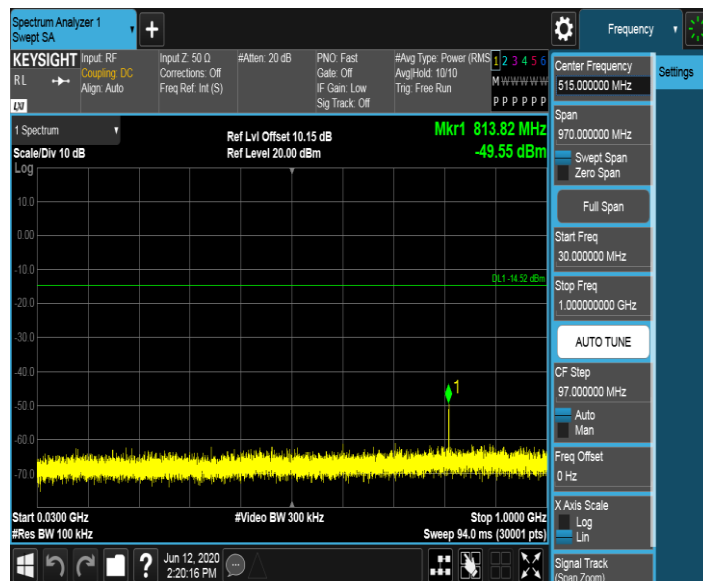 Spectrum Analyzer 1
Swept SA
Frequency
KEYSIGHT
R L
LXI
Input: RF
Coupling: DC
Align: Auto
Input Z: 50 Ω
Corrections: Off
Freq Ref: Int (S)
#Atten: 20 dB
PNO: Fast
Gate: Off
IF Gain: Low
Sig Track: Off
#Avg Type: Power (RMS
Avg|Hold: 10/10
Trig: Free Run
1 2 3 4 5 6
M W W W W W
P P P P P P
1 Spectrum
Scale/Div 10 dB
Ref Lvl Offset 10.15 dB
Ref Level 20.00 dBm
Mkr1 813.82 MHz
-49.55 dBm
Log
10.0
0.00
-10.0
DL1 -14.52 dBm
-20.0
-30.0
-40.0
1
-50.0
-60.0
-70.0
Start 0.0300 GHz
#Res BW 100 kHz
#Video BW 300 kHz
Stop 1.0000 GHz
Sweep 94.0 ms (30001 pts)
Jun 12, 2020
2:20:16 PM
Center Frequency
515.000000 MHz
Settings
Span
970.000000 MHz
Swept Span
Zero Span
Full Span
Start Freq
30.000000 MHz
Stop Freq
1.000000000 GHz
AUTO TUNE
CF Step
97.000000 MHz
Auto
Man
Freq Offset
0 Hz
X Axis Scale
Log
Lin
Signal Track
(Span Zoom)